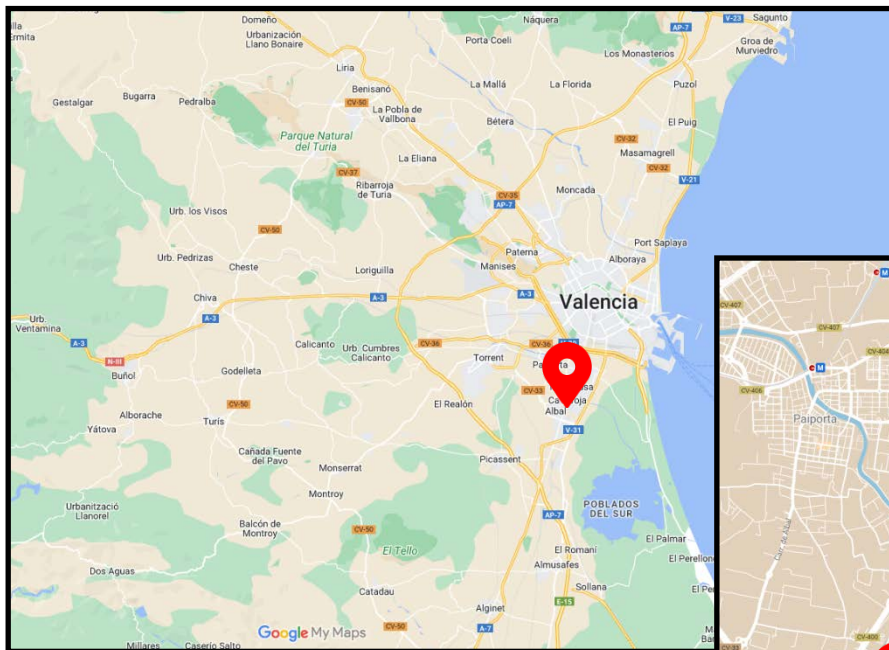 Domeño
Náquera
V-23
Sagunto
Ermita
Urbanización
Llano Bonaire
Porta Coeli
AP-7
Groa de
Murviedro
Los Monasterios
Liria
Benisanó
La Mallá
La Florida
Puzol
Gestalgar
Bugarra
Pedralba
CV-50
La Pobla de
Vallbona
Bétera
El Puig
Parque Natural
del Turia
CV-32
Masamagrell
La Eliana
CV-32
CV-37
V-21
Ribarroja
de Turia
CV-35
Moncada
AP-7
Urb. los Visos
CV-50
Port Saplaya
Paterna
Alboraya
Urb. Pedrizas
Cheste
Loriguilla
Manises
M
Chiva
A-3
A-3
Valencia
CV-407
Urb.
Ventamina
A-3
A-3
CV-407
Calicanto
Urb. Cumbres
Calicanto
CV-36
CV-36
CV-408
N-III
Torrent
M
Buñol
Godelleta
CV-33
CV-406
CV-50
El Realón
Albal
Alborache
Turís
Paiporta
Yátova
V-31
Cañada Fuente
del Pavo
Picassent
Monserrat
Urbanització
Llanorel
Montroy
POBLADOS
DEL SUR
Balcón de
Montroy
CV-50
AP-7
El Palmar
El Tello
El Romaní
El Perellone
Dos Aguas
Almusafes
Catadau
Sollana
E-15
Alginet
Google My Maps
CV-50
A-7
CV-400
Millares
Caserío Salto
CV-33